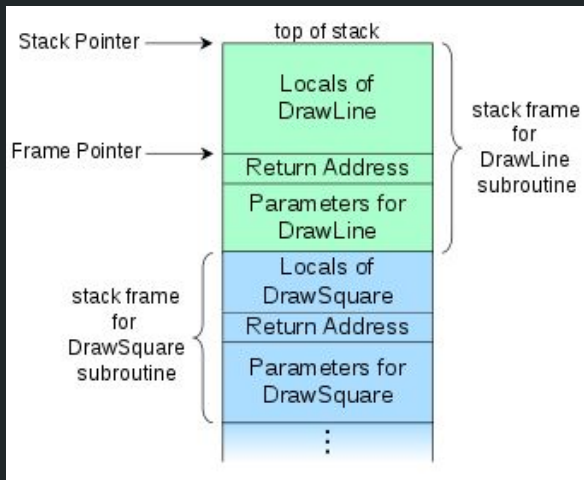 top of stack
Stack Pointer
Locals of
DrawLine
stack frame
for
DrawLine
subroutine
Frame Pointer
Return Address
Parameters for
DrawLine
Locals of
DrawSquare
stack frame
for
DrawSquare
subroutine
Return Address
Parameters for
DrawSquare
⋮